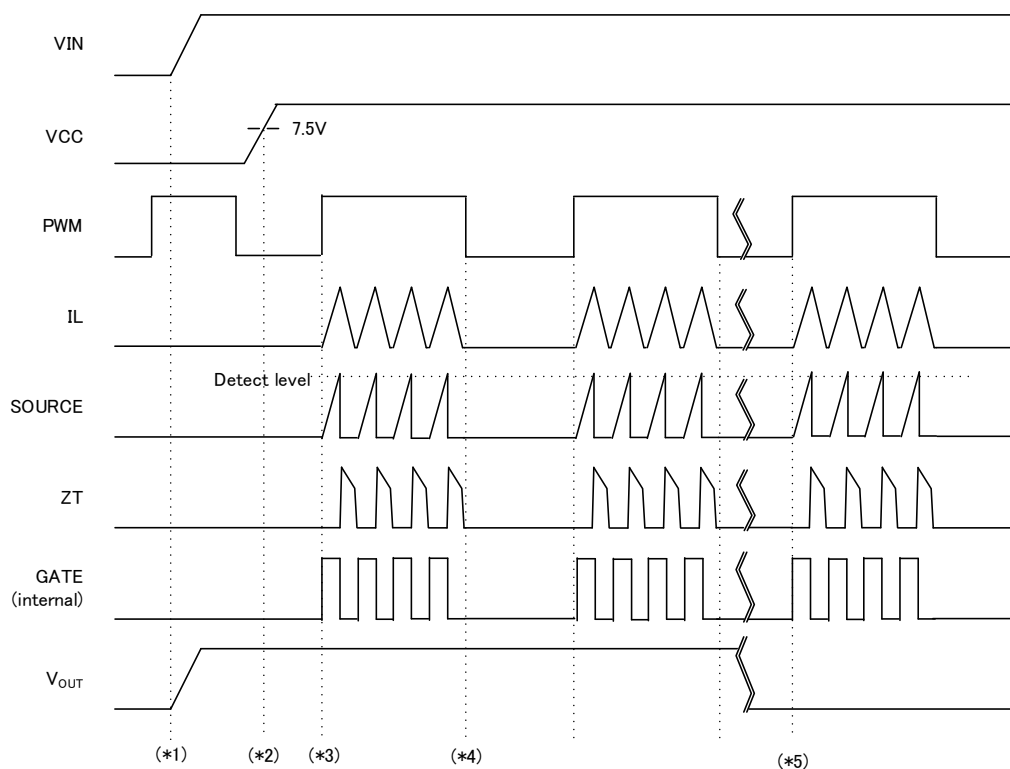 VIN
VCC
7.5V
PWM
IL
Detect level
SOURCE
ZT
GATE
(internal)
VOUT
(*1)
(*2)
(*3)
(*4)
(*5)